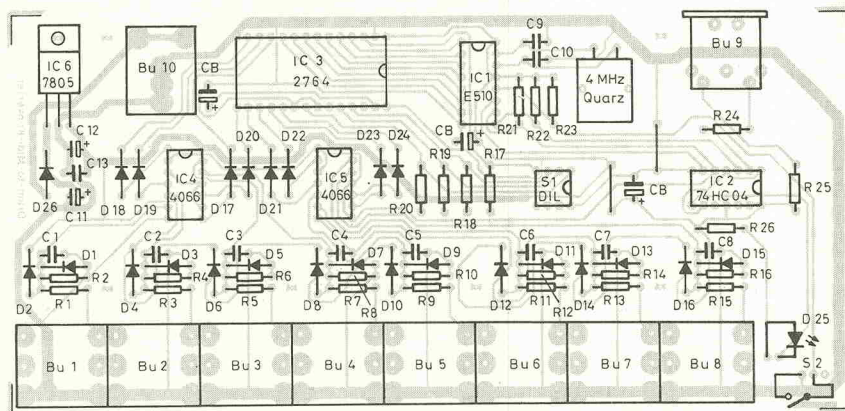 C9
C10
Bu 9
IC 6
7805
Bu 10
CB
+
IC 3
2764
IC 1
E510
4 MHz
Quarz
R21
R22
R23
R 24
C 12
+
C 13
+
C 11
D26
D18
D19
IC4
4066
D20
D22
D17
D21
IC5
4066
D23
D24
CB
+
R19
R17
R20
R18
S1
DIL
CB
+
IC 2
74HC04
R 25
R26
C1
D1
R2
R1
D2
C2
D3
R4
R3
D4
C3
D5
R6
R5
D6
C4
D7
R7
R8
D8
C5
D9
R10
R9
D10
C6
D11
R11
R12
D12
C7
D13
R14
R13
D14
C8
D15
R16
R15
D16
D 25
S 2
Bu 1
Bu 2
Bu 3
Bu 4
Bu 5
Bu 6
Bu 7
Bu 8